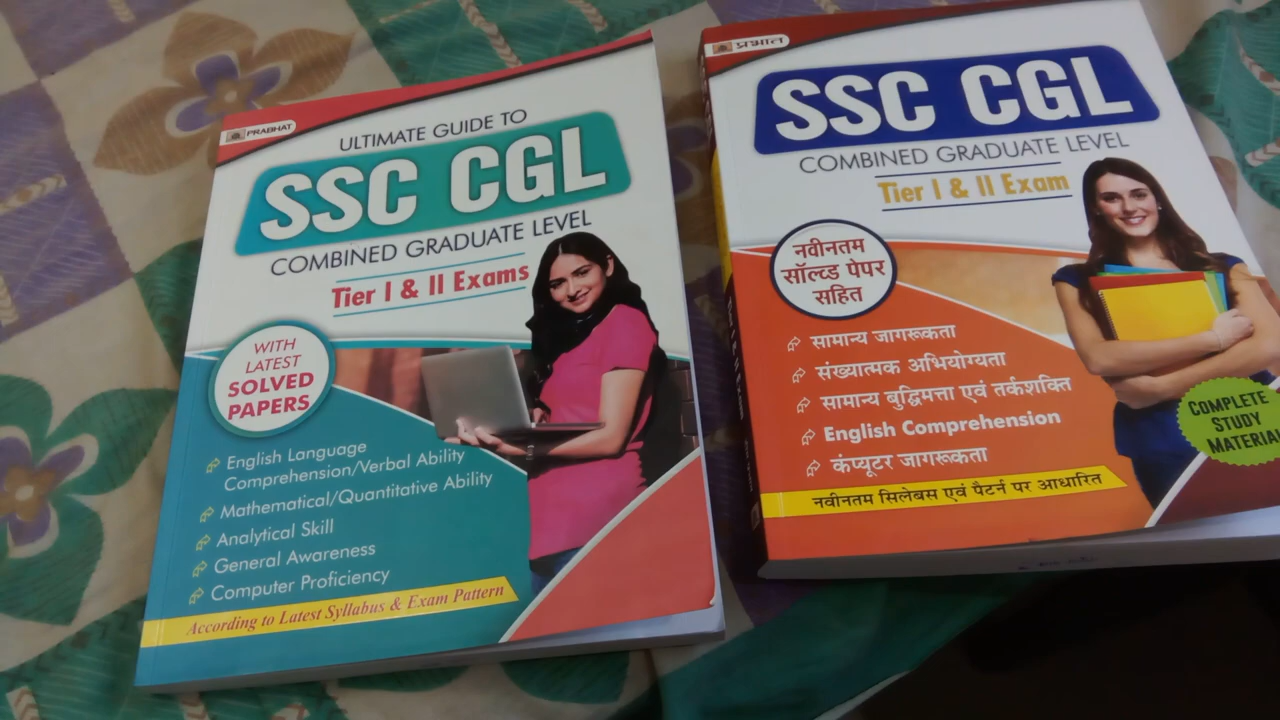 PRABHAT
ULTIMATE GUIDE TO
SSC CGL
COMBINED GRADUATE LEVEL
Tier I & II Exams
WITH
LATEST
SOLVED
PAPERS
English Language
Comprehension/Verbal Ability
Mathematical/Quantitative Ability
Analytical Skill
General Awareness
Computer Proficiency
According to Latest Syllabus & Exam Pattern
प्रभात
SSC CGL
COMBINED GRADUATE LEVEL
Tier I & II Exam
नवीनतम
सॉल्व्ड पेपर
सहित
सामान्य जागरूकता
संख्यात्मक अभियोग्यता
सामान्य बुद्धिमत्ता एवं तर्कशक्ति
English Comprehension
कंप्यूटर जागरूकता
नवीनतम सिलेबस एवं पैटर्न पर आधारित
COMPLETE
STUDY
MATERIAL